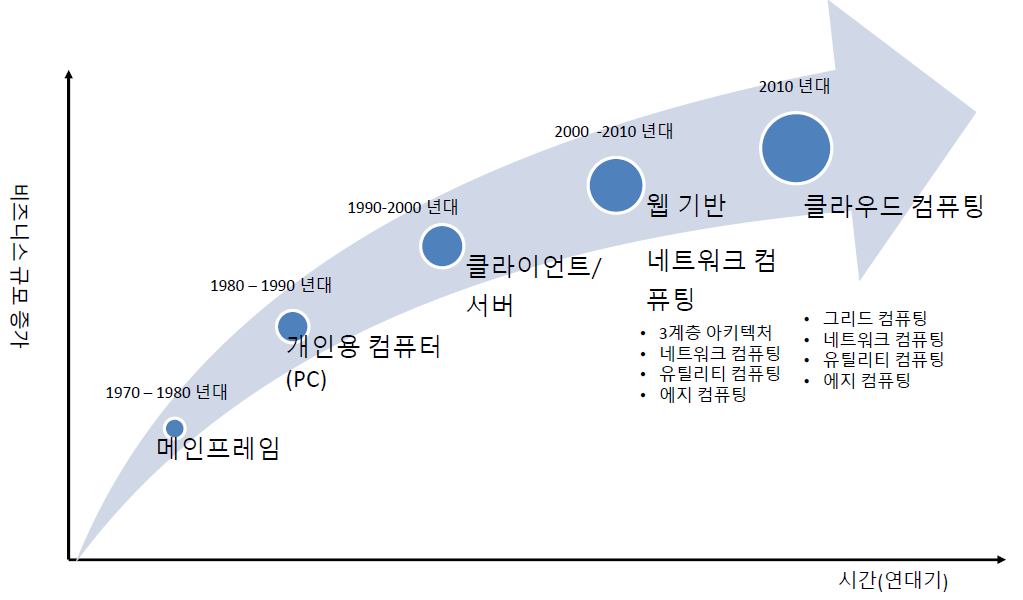 비즈니스 규모 증가
1970 – 1980 년대
메인프레임
1980 – 1990 년대
개인용 컴퓨터
(PC)
1990-2000 년대
클라이언트/
서버
2000 -2010 년대
웹 기반
네트워크 컴
퓨팅
• 3계층 아키텍처
• 네트워크 컴퓨팅
• 유틸리티 컴퓨팅
• 에지 컴퓨팅
2010 년대
클라우드 컴퓨팅
• 그리드 컴퓨팅
• 네트워크 컴퓨팅
• 유틸리티 컴퓨팅
• 에지 컴퓨팅
시간(연대기)